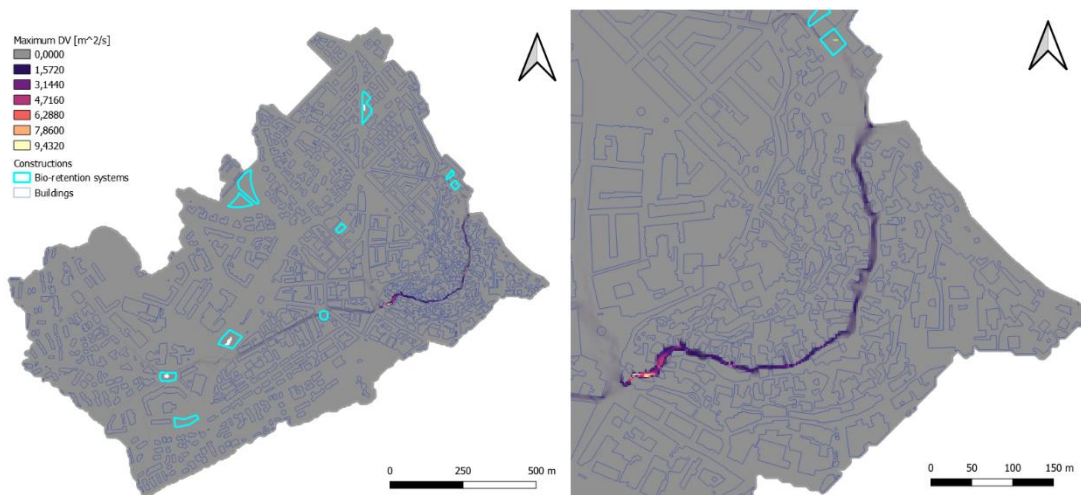 Maximum DV [m^2/s]
0,0000
1,5720
3,1440
4,7160
6,2880
7,8600
9,4320
Constructions
Bio-retention systems
Buildings
0 250 500 m
0 50 100 150 m